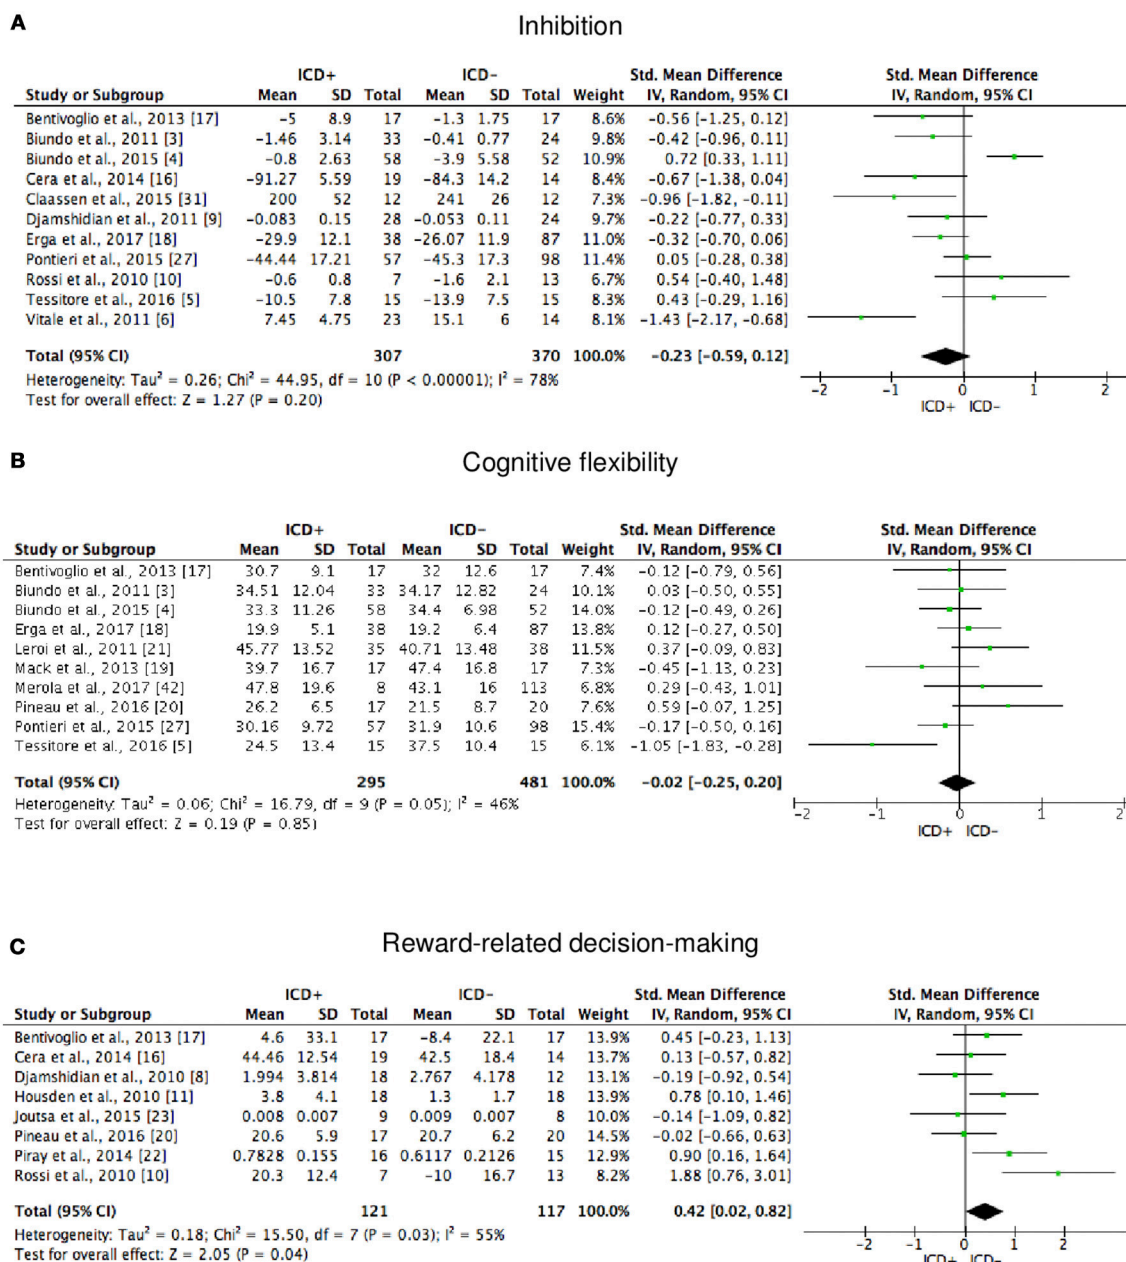 A
Inhibition
ICD+ ICD– Std. Mean Difference Std. Mean Difference
Study or Subgroup Mean SD Total Mean SD Total Weight IV, Random, 95% CI IV, Random, 95% CI
Bentivoglio et al., 2013 [17] −5 8.9 17 −1.3 1.75 17 8.6% −0.56 [−1.25, 0.12]
Biundo et al., 2011 [3] −1.46 3.14 33 −0.41 0.77 24 9.8% −0.42 [−0.96, 0.11]
Biundo et al., 2015 [4] −0.8 2.63 58 −3.9 5.58 52 10.9% 0.72 [0.33, 1.11]
Cera et al., 2014 [16] −91.27 5.59 19 −84.3 14.2 14 8.4% −0.67 [−1.38, 0.04]
Claassen et al., 2015 [31] 200 52 12 241 26 12 7.3% −0.96 [−1.82, −0.11]
Djamshidian et al., 2011 [9] −0.083 0.15 28 −0.053 0.11 24 9.7% −0.22 [−0.77, 0.33]
Erga et al., 2017 [18] −29.9 12.1 38 −26.07 11.9 87 11.0% −0.32 [−0.70, 0.06]
Pontieri et al., 2015 [27] −44.44 17.21 57 −45.3 17.3 98 11.4% 0.05 [−0.28, 0.38]
Rossi et al., 2010 [10] −0.6 0.8 7 −1.6 2.1 13 6.7% 0.54 [−0.40, 1.48]
Tessitore et al., 2016 [5] −10.5 7.8 15 −13.9 7.5 15 8.3% 0.43 [−0.29, 1.16]
Vitale et al., 2011 [6] 7.45 4.75 23 15.1 6 14 8.1% −1.43 [−2.17, −0.68]
Total (95% CI) 307 370 100.0% −0.23 [−0.59, 0.12]
Heterogeneity: Tau² = 0.26; Chi² = 44.95, df = 10 (P < 0.00001); I² = 78%
Test for overall effect: Z = 1.27 (P = 0.20)
−2 −1 0 1 2
ICD+ ICD–
B
Cognitive flexibility
ICD+ ICD– Std. Mean Difference Std. Mean Difference
Study or Subgroup Mean SD Total Mean SD Total Weight IV, Random, 95% CI IV, Random, 95% CI
Bentivoglio et al., 2013 [17] 30.7 9.1 17 32 12.6 17 7.4% −0.12 [−0.79, 0.56]
Biundo et al., 2011 [3] 34.51 12.04 33 34.17 12.82 24 10.1% 0.03 [−0.50, 0.55]
Biundo et al., 2015 [4] 33.3 11.26 58 34.4 6.98 52 14.0% −0.12 [−0.49, 0.26]
Erga et al., 2017 [18] 19.9 5.1 38 19.2 6.4 87 13.8% 0.12 [−0.27, 0.50]
Leroi et al., 2011 [21] 45.77 13.52 35 40.71 13.48 38 11.5% 0.37 [−0.09, 0.83]
Mack et al., 2013 [19] 39.7 16.7 17 47.4 16.8 17 7.3% −0.45 [−1.13, 0.23]
Merola et al., 2017 [42] 47.8 19.6 8 43.1 16 113 6.8% 0.29 [−0.43, 1.01]
Pineau et al., 2016 [20] 26.2 6.5 17 21.5 8.7 20 7.6% 0.59 [−0.07, 1.25]
Pontieri et al., 2015 [27] 30.16 9.72 57 31.9 10.6 98 15.4% −0.17 [−0.50, 0.16]
Tessitore et al., 2016 [5] 24.5 13.4 15 37.5 10.4 15 6.1% −1.05 [−1.83, −0.28]
Total (95% CI) 295 481 100.0% −0.02 [−0.25, 0.20]
Heterogeneity: Tau² = 0.06; Chi² = 16.79, df = 9 (P = 0.05); I² = 46%
Test for overall effect: Z = 0.19 (P = 0.85)
−2 −1 0 1 2
ICD+ ICD–
C
Reward-related decision-making
ICD+ ICD– Std. Mean Difference Std. Mean Difference
Study or Subgroup Mean SD Total Mean SD Total Weight IV, Random, 95% CI IV, Random, 95% CI
Bentivoglio et al., 2013 [17] 4.6 33.1 17 −8.4 22.1 17 13.9% 0.45 [−0.23, 1.13]
Cera et al., 2014 [16] 44.46 12.54 19 42.5 18.4 14 13.5% 0.13 [−0.57, 0.82]
Djamshidian et al., 2010 [8] 1.994 3.814 18 2.767 4.178 12 13.1% −0.19 [−0.92, 0.54]
Housden et al., 2010 [11] 3.8 4.1 18 1.3 1.7 18 13.9% 0.78 [0.10, 1.46]
Joutsa et al., 2015 [23] 0.008 0.007 9 0.009 0.007 8 10.0% −0.14 [−1.09, 0.82]
Pineau et al., 2016 [20] 20.6 5.9 17 20.7 6.2 20 14.5% −0.02 [−0.66, 0.63]
Piray et al., 2014 [22] 0.7828 0.155 16 0.6117 0.2126 15 12.9% 0.90 [0.16, 1.64]
Rossi et al., 2010 [10] 20.3 12.4 7 −10 16.7 13 8.2% 1.88 [0.76, 3.01]
Total (95% CI) 121 117 100.0% 0.42 [0.02, 0.82]
Heterogeneity: Tau² = 0.18; Chi² = 15.50, df = 7 (P = 0.03); I² = 55%
Test for overall effect: Z = 2.05 (P = 0.04)
−2 −1 0 1 2
ICD+ ICD–